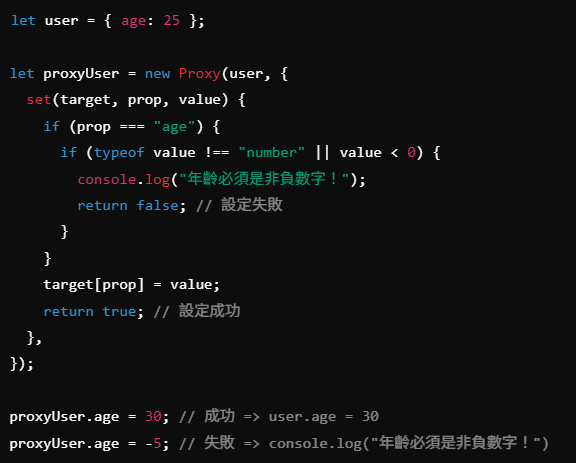 let user = { age: 25 };

let proxyUser = new Proxy(user, {
  set(target, prop, value) {
    if (prop === "age") {
      if (typeof value !== "number" || value < 0) {
        console.log("年齡必須是非負數字！");
        return false; // 設定失敗
      }
    }
    target[prop] = value;
    return true; // 設定成功
  },
});

proxyUser.age = 30; // 成功 => user.age = 30
proxyUser.age = -5; // 失敗 => console.log("年齡必須是非負數字！")